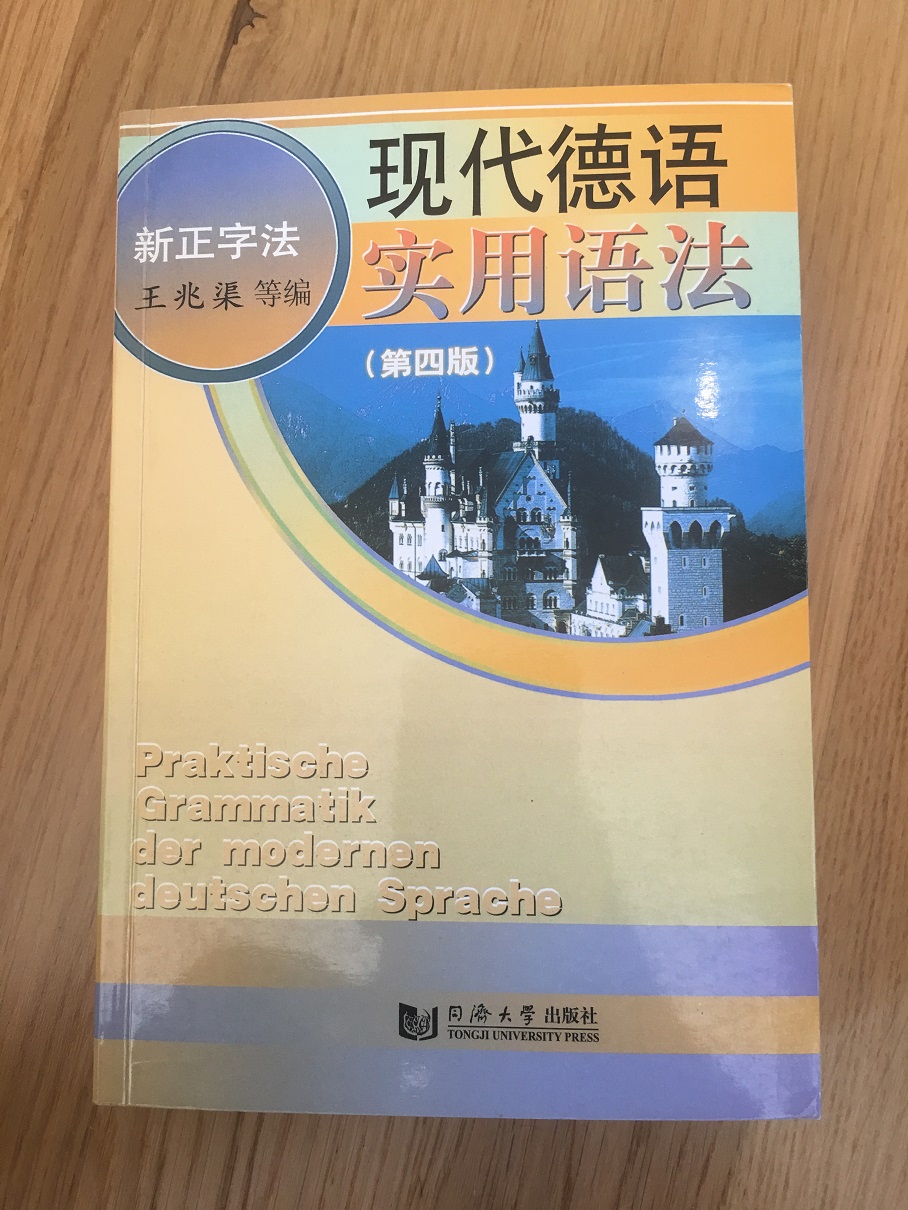 现代德语
实用语法
(第四版)
新正字法
王兆渠 等编
Praktische
Grammatik
der modernen
deutschen Sprache
同濟大學出版社
TONGJI UNIVERSITY PRESS